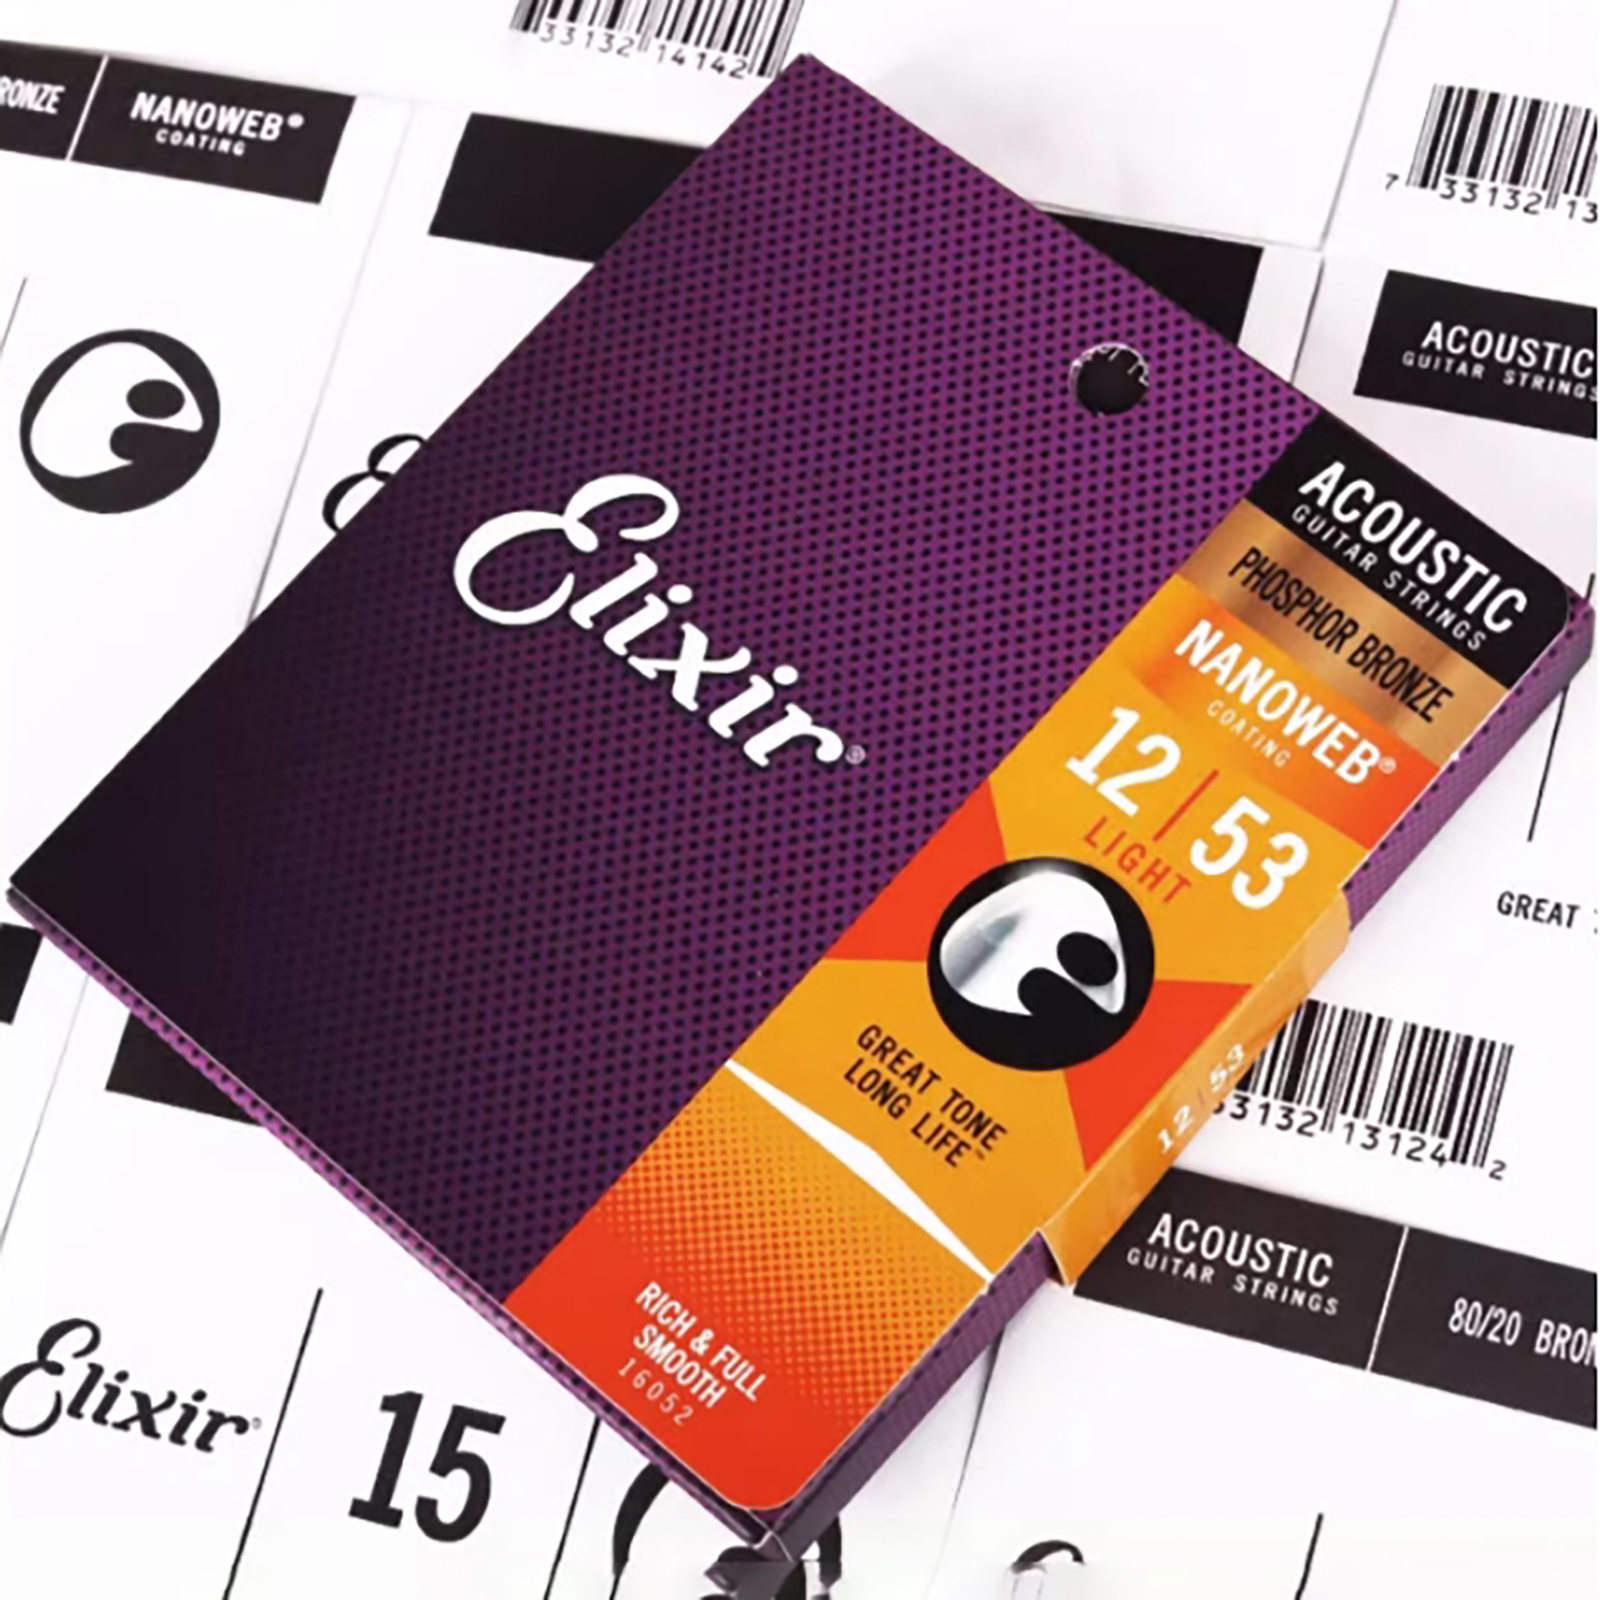 33132 14142
RONZE
NANOWEB®
COATING
7 33132 13
ACOUSTIC
GUITAR STRINGS
Elixir®
ACOUSTIC
GUITAR STRINGS
PHOSPHOR BRONZE
NANOWEB®
COATING
12 | 53
LIGHT
GREAT TONE
LONG LIFE™
RICH & FULL
SMOOTH
16052
12 | 53
GREAT
33132 13124 2
ACOUSTIC
GUITAR STRINGS
80/20 BRON
Elixir®
15